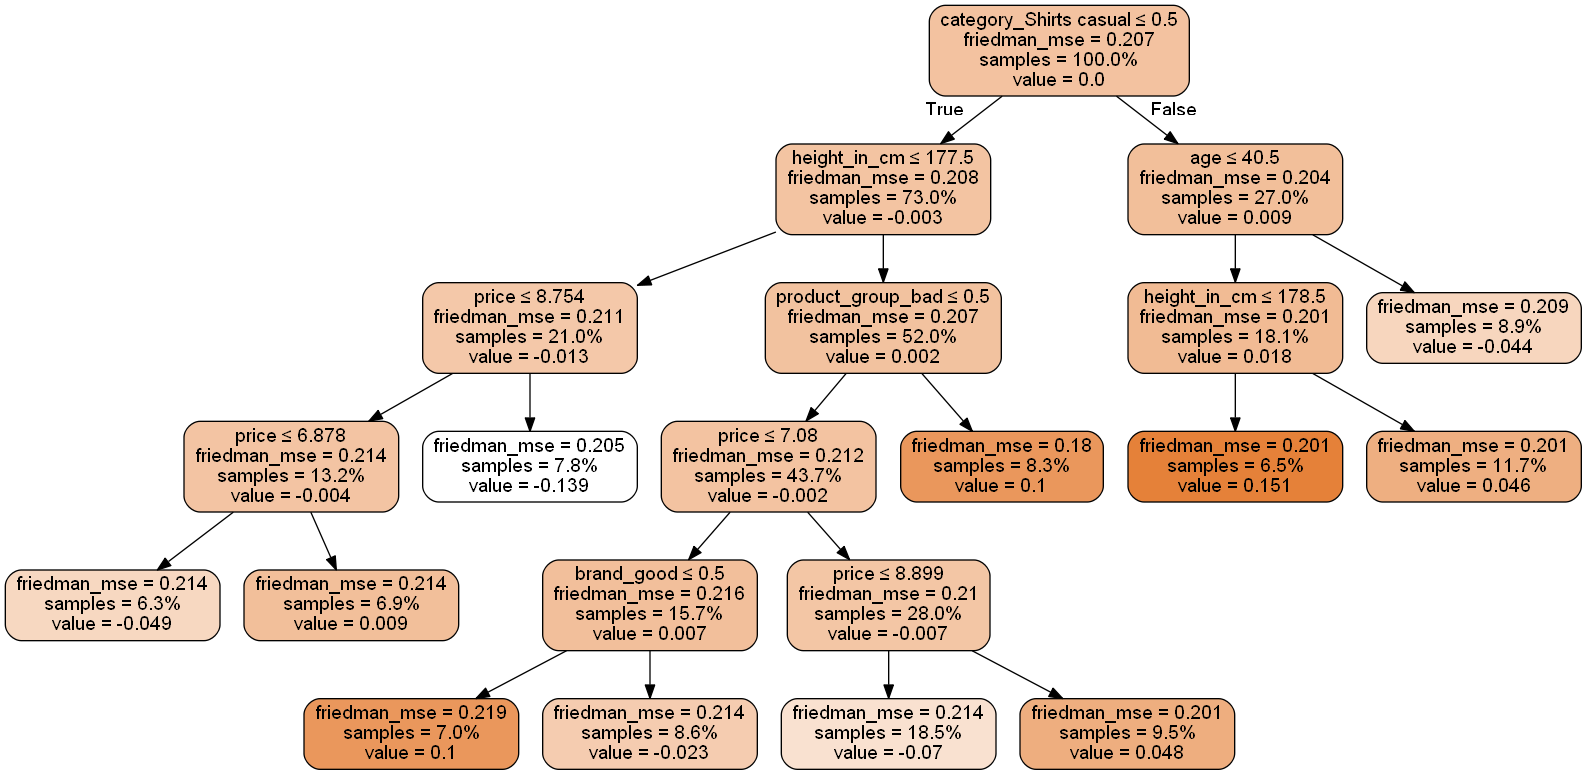 category_Shirts casual ≤ 0.5
friedman_mse = 0.207
samples = 100.0%
value = 0.0
True
False
height_in_cm ≤ 177.5
friedman_mse = 0.208
samples = 73.0%
value = -0.003
age ≤ 40.5
friedman_mse = 0.204
samples = 27.0%
value = 0.009
price ≤ 8.754
friedman_mse = 0.211
samples = 21.0%
value = -0.013
product_group_bad ≤ 0.5
friedman_mse = 0.207
samples = 52.0%
value = 0.002
height_in_cm ≤ 178.5
friedman_mse = 0.201
samples = 18.1%
value = 0.018
friedman_mse = 0.209
samples = 8.9%
value = -0.044
price ≤ 6.878
friedman_mse = 0.214
samples = 13.2%
value = -0.004
friedman_mse = 0.205
samples = 7.8%
value = -0.139
price ≤ 7.08
friedman_mse = 0.212
samples = 43.7%
value = -0.002
friedman_mse = 0.18
samples = 8.3%
value = 0.1
friedman_mse = 0.201
samples = 6.5%
value = 0.151
friedman_mse = 0.201
samples = 11.7%
value = 0.046
friedman_mse = 0.214
samples = 6.3%
value = -0.049
friedman_mse = 0.214
samples = 6.9%
value = 0.009
brand_good ≤ 0.5
friedman_mse = 0.216
samples = 15.7%
value = 0.007
price ≤ 8.899
friedman_mse = 0.21
samples = 28.0%
value = -0.007
friedman_mse = 0.219
samples = 7.0%
value = 0.1
friedman_mse = 0.214
samples = 8.6%
value = -0.023
friedman_mse = 0.214
samples = 18.5%
value = -0.07
friedman_mse = 0.201
samples = 9.5%
value = 0.048